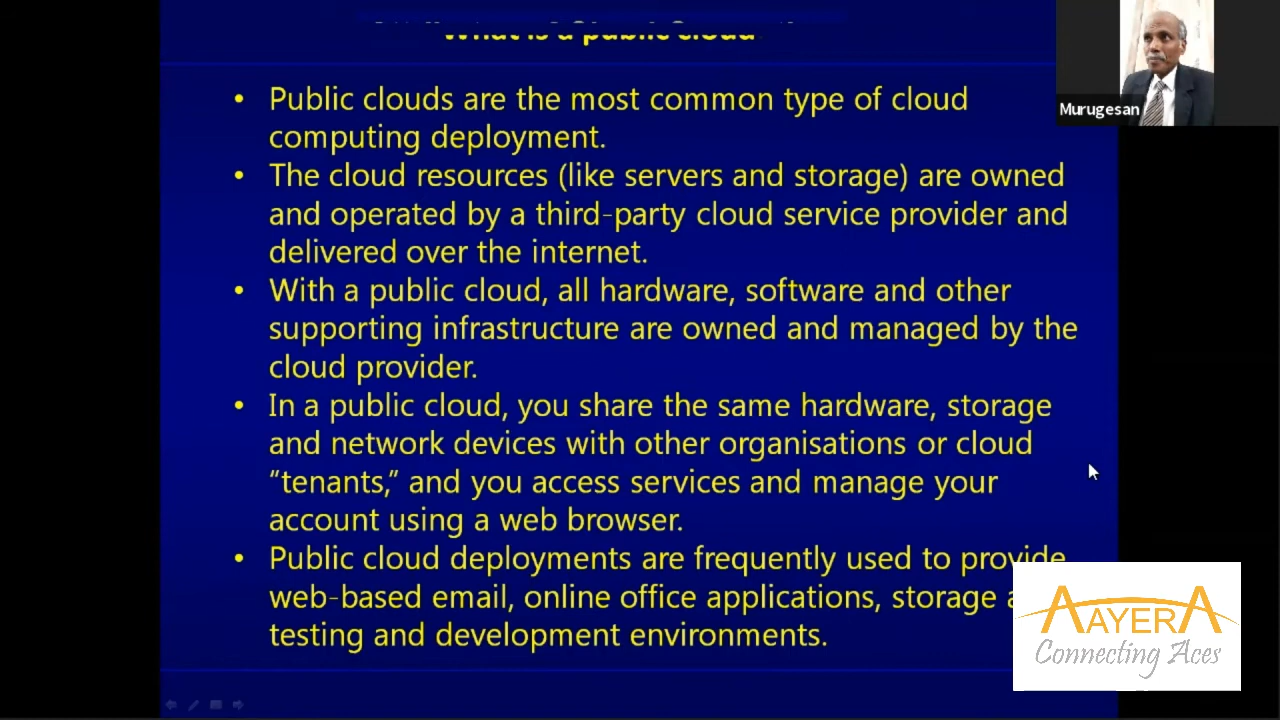 What is a public cloud
• Public clouds are the most common type of cloud
computing deployment.
• The cloud resources (like servers and storage) are owned
and operated by a third-party cloud service provider and
delivered over the internet.
• With a public cloud, all hardware, software and other
supporting infrastructure are owned and managed by the
cloud provider.
• In a public cloud, you share the same hardware, storage
and network devices with other organisations or cloud
“tenants,” and you access services and manage your
account using a web browser.
• Public cloud deployments are frequently used to provide
web-based email, online office applications, storage
testing and development environments.
Murugesan
AAYERA
Connecting Aces